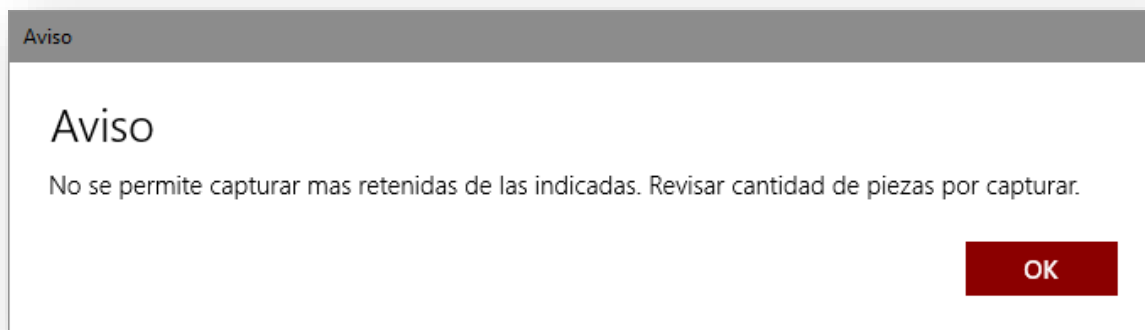 Aviso
Aviso
No se permite capturar mas retenidas de las indicadas. Revisar cantidad de piezas por capturar.
OK